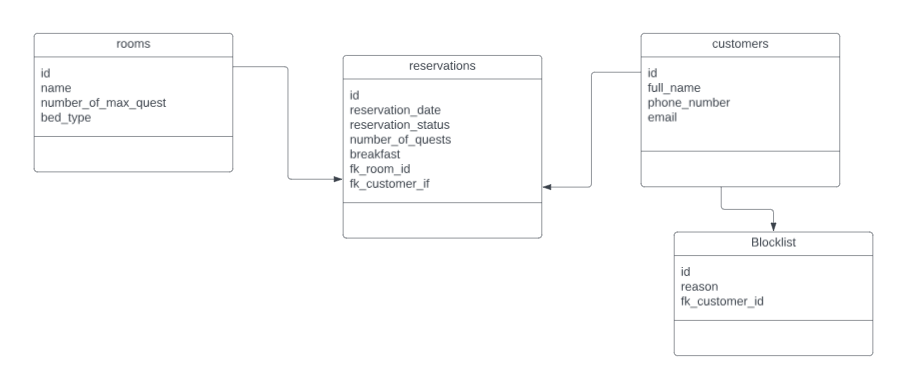 rooms
id
name
number_of_max_quest
bed_type
reservations
id
reservation_date
reservation_status
number_of_quests
breakfast
fk_room_id
fk_customer_if
customers
id
full_name
phone_number
email
Blocklist
id
reason
fk_customer_id